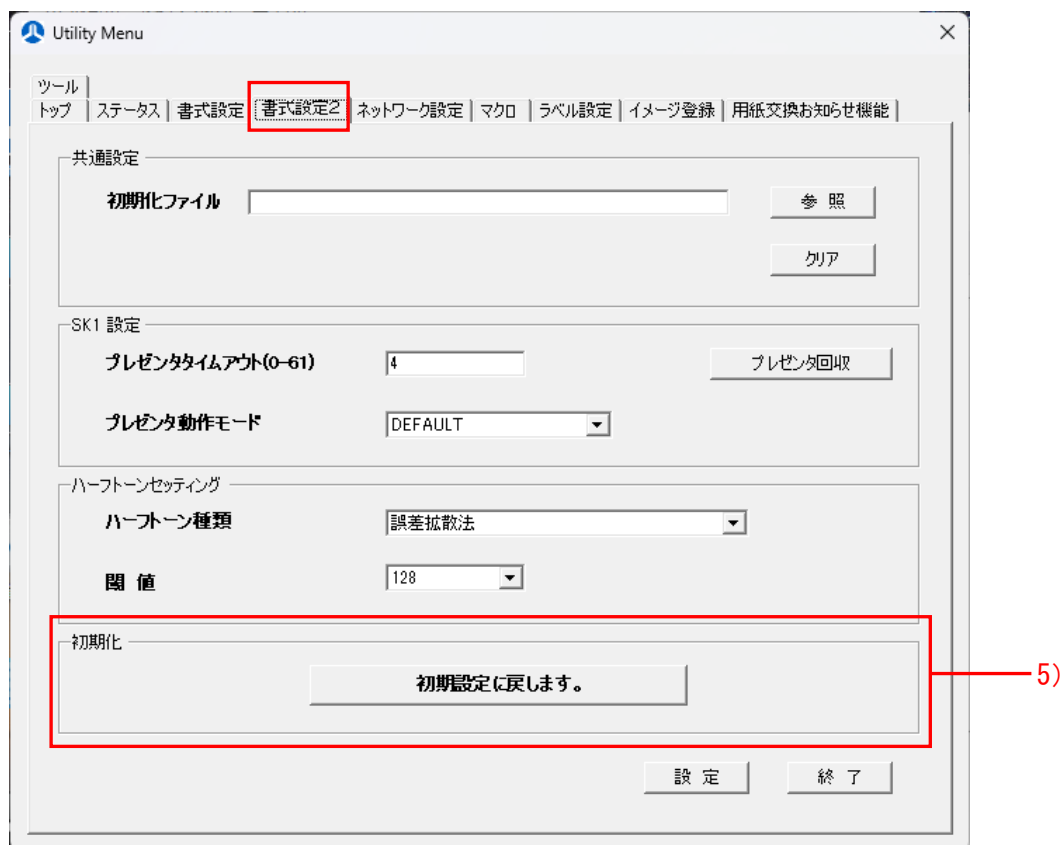 Utility Menu
ツール
トップ ステータス 書式設定 書式設定2 ネットワーク設定 マクロ ラベル設定 イメージ登録 用紙交換お知らせ機能
共通設定
初期化ファイル 参 照
クリア
SK1 設定
プレゼンタタイムアウト(0-61) 4 プレゼンタ回収
プレゼンタ動作モード DEFAULT
ハーフトーンセッティング
ハーフトーン種類 誤差拡散法
閾 値 128
初期化
初期設定に戻します。 5)
設 定 終 了